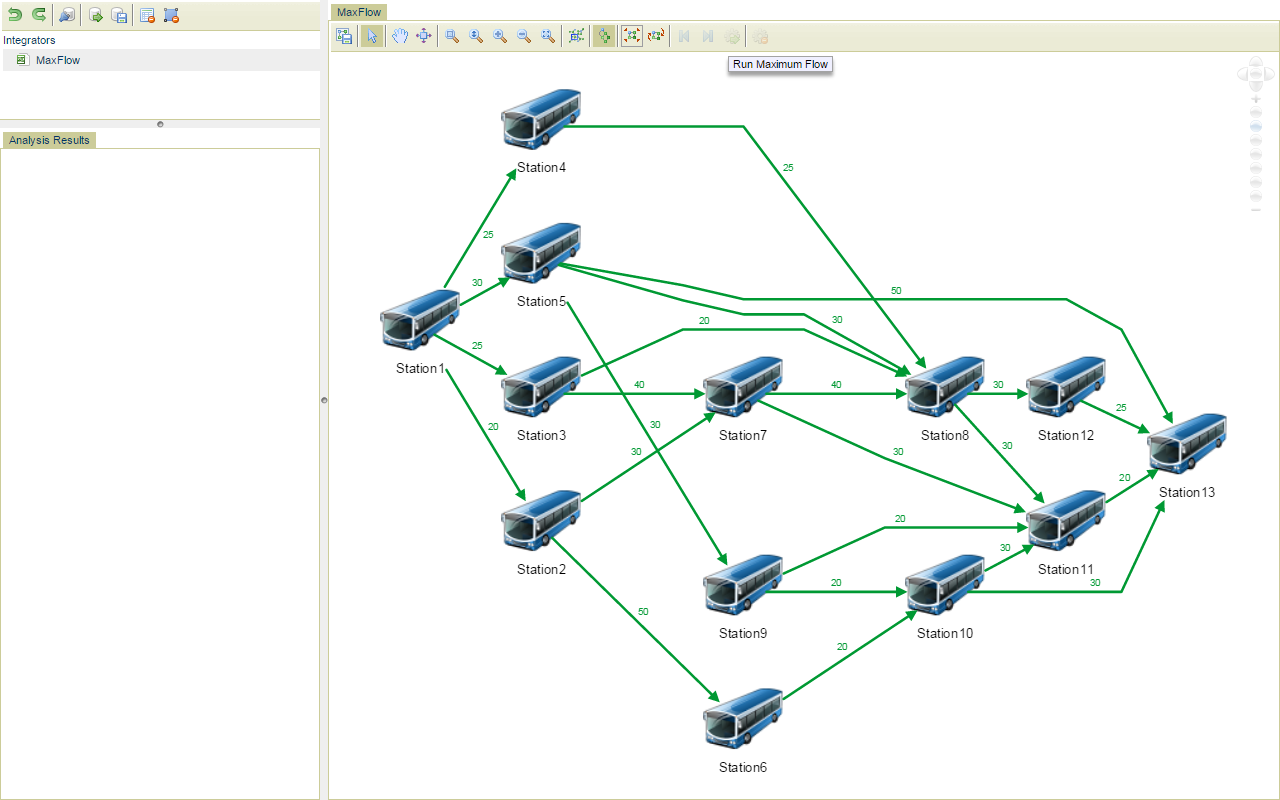 MaxFlow
Integrators
MaxFlow
Run Maximum Flow
Analysis Results
Station4
25
25
Station5
30
50
30
20
25
Station1
Station3
40
Station7
40
Station8
30
Station12
25
20
30
30
30
30
Station13
20
Station2
20
30
Station11
50
Station9
20
Station10
30
20
Station6